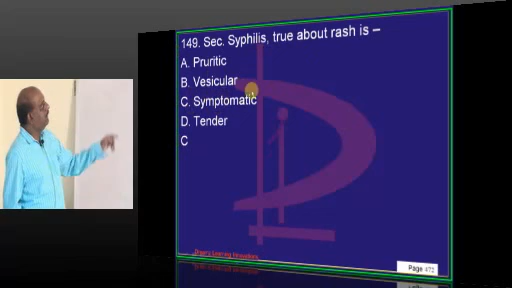 149. Sec. Syphilis, true about rash is –
A. Pruritic
B. Vesicular
C. Symptomatic
D. Tender
C
Page 472